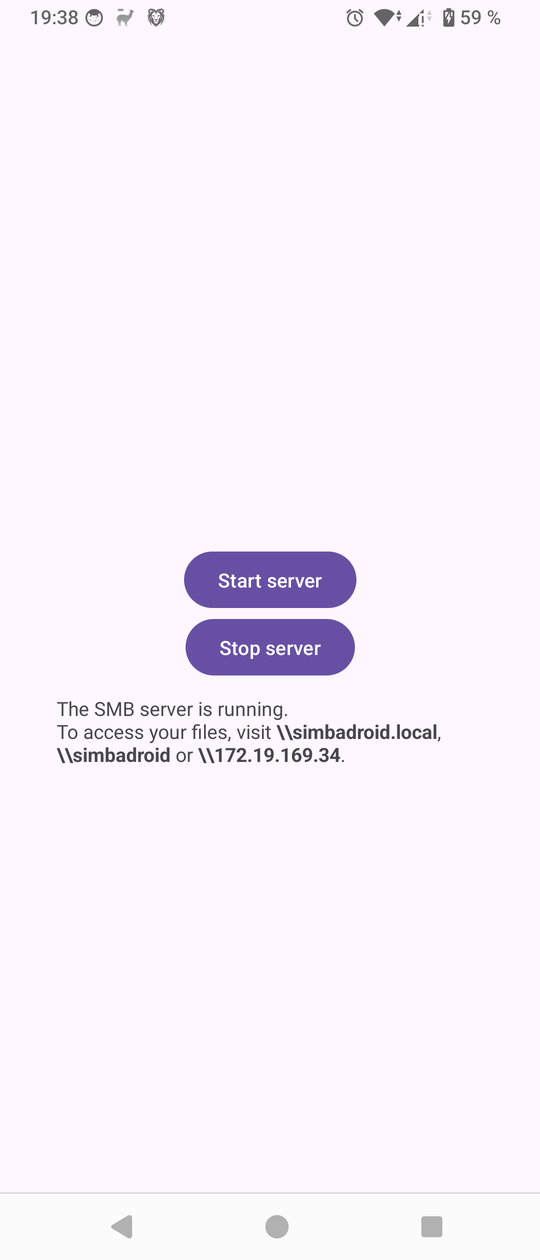 19:38 59 %
Start server
Stop server
The SMB server is running.
To access your files, visit \\simbadroid.local,
\\simbadroid or \\172.19.169.34.